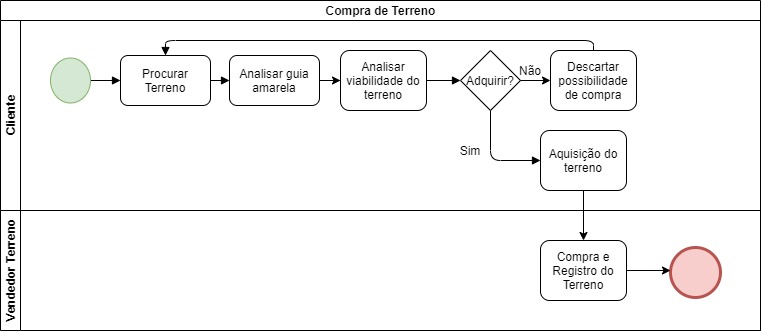 Compra de Terreno
Cliente
Procurar
Terreno
Analisar guia
amarela
Analisar
viabilidade do
terreno
Adquirir?
Não
Descartar
possibilidade
de compra
Sim
Aquisição do
terreno
Vendedor Terreno
Compra e
Registro do
Terreno